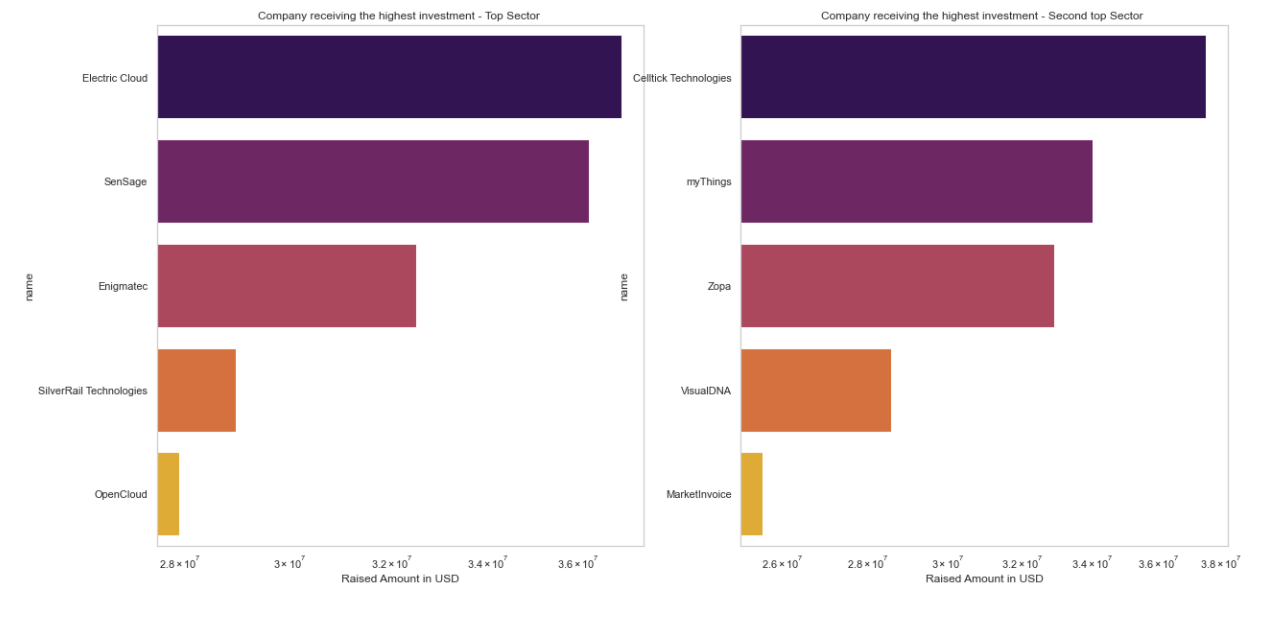 Company receiving the highest investment - Top Sector
name
Electric Cloud
SenSage
Enigmatec
SilverRail Technologies
OpenCloud
2.8 × 10⁷ 3 × 10⁷ 3.2 × 10⁷ 3.4 × 10⁷ 3.6 × 10⁷
Raised Amount in USD
Company receiving the highest investment - Second top Sector
name
Celltick Technologies
myThings
Zopa
VisualDNA
MarketInvoice
2.6 × 10⁷ 2.8 × 10⁷ 3 × 10⁷ 3.2 × 10⁷ 3.4 × 10⁷ 3.6 × 10⁷ 3.8 × 10⁷
Raised Amount in USD